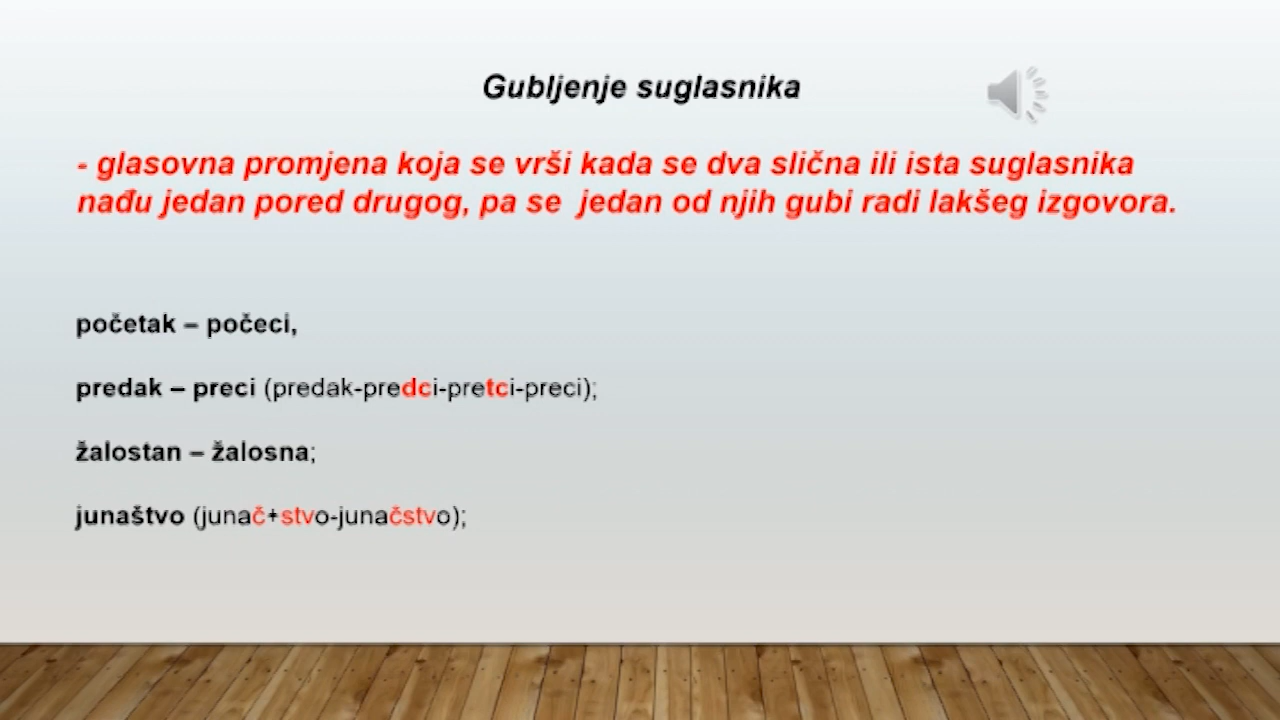 Gubljenje suglasnika
- glasovna promjena koja se vrši kada se dva slična ili ista suglasnika
nađu jedan pored drugog, pa se jedan od njih gubi radi lakšeg izgovora.
početak – počeci,
predak – preci (predak-predci-pretci-preci);
žalostan – žalosna;
junaštvo (junač+stvo-junačstvo);